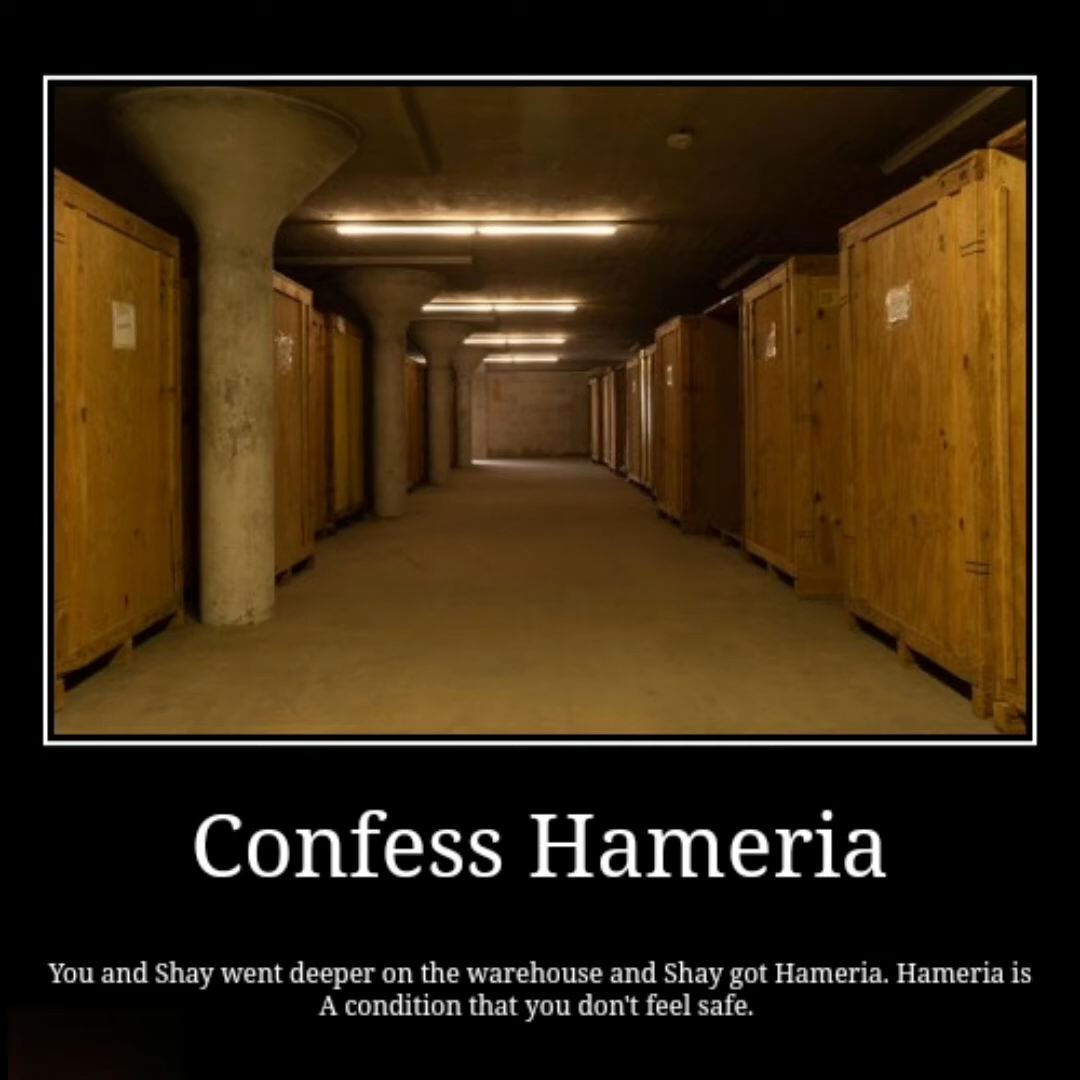 Confess Hameria
You and Shay went deeper on the warehouse and Shay got Hameria. Hameria is
A condition that you don't feel safe.